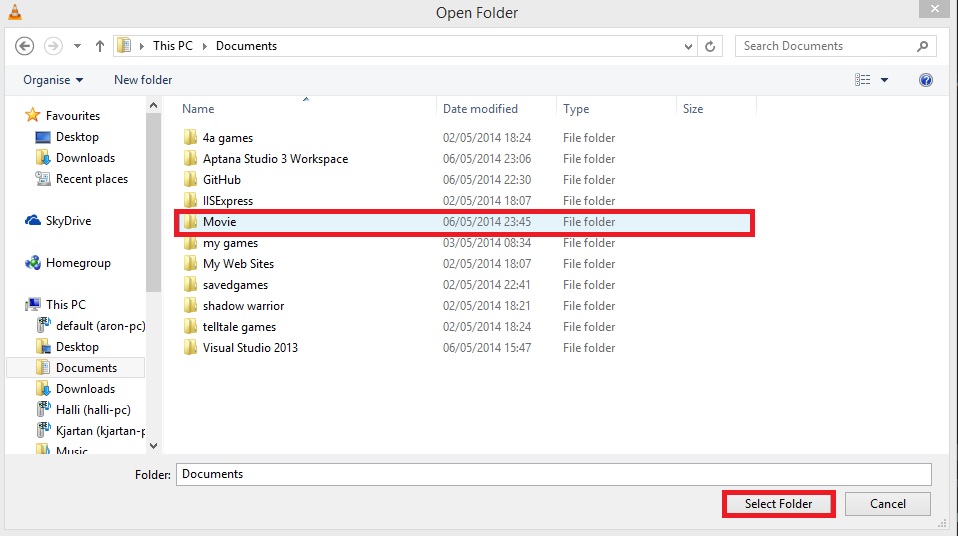 Open Folder
This PC Documents
Search Documents
Organise New folder
Name Date modified Type Size
Favourites
Desktop
Downloads
Recent places
SkyDrive
Homegroup
This PC
default (aron-pc)
Desktop
Documents
Downloads
Halli (halli-pc)
Kjartan (kjartan-p
Music
4a games 02/05/2014 18:24 File folder
Aptana Studio 3 Workspace 06/05/2014 23:06 File folder
GitHub 06/05/2014 22:30 File folder
IISExpress 02/05/2014 18:07 File folder
Movie 06/05/2014 23:45 File folder
my games 03/05/2014 08:34 File folder
My Web Sites 02/05/2014 18:07 File folder
savedgames 02/05/2014 22:41 File folder
shadow warrior 02/05/2014 18:21 File folder
telltale games 02/05/2014 18:24 File folder
Visual Studio 2013 06/05/2014 15:47 File folder
Folder: Documents
Select Folder Cancel